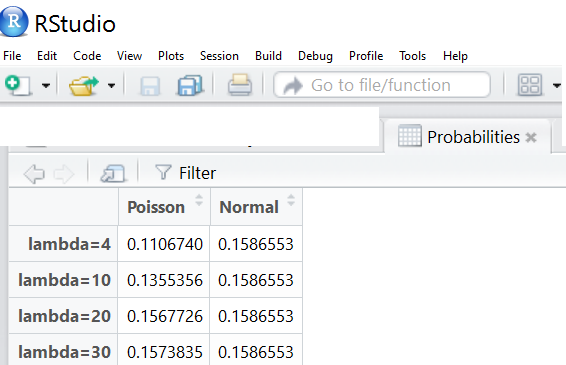 R RStudio
File Edit Code View Plots Session Build Debug Profile Tools Help
Go to file/function
Probabilities
Filter
Poisson Normal
lambda=4 0.1106740 0.1586553
lambda=10 0.1355356 0.1586553
lambda=20 0.1567726 0.1586553
lambda=30 0.1573835 0.1586553